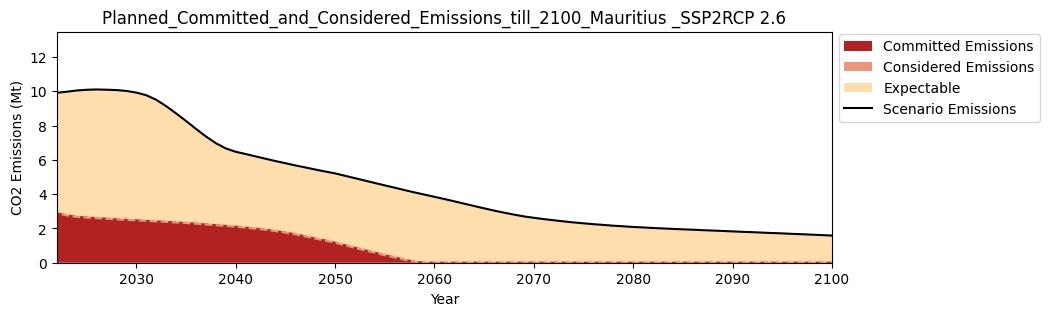 Planned_Committed_and_Considered_Emissions_till_2100_Mauritius _SSP2RCP 2.6
Committed Emissions
Considered Emissions
Expectable
Scenario Emissions
CO2 Emissions (Mt)
12
10
8
6
4
2
0
2030 2040 2050 2060 2070 2080 2090 2100
Year